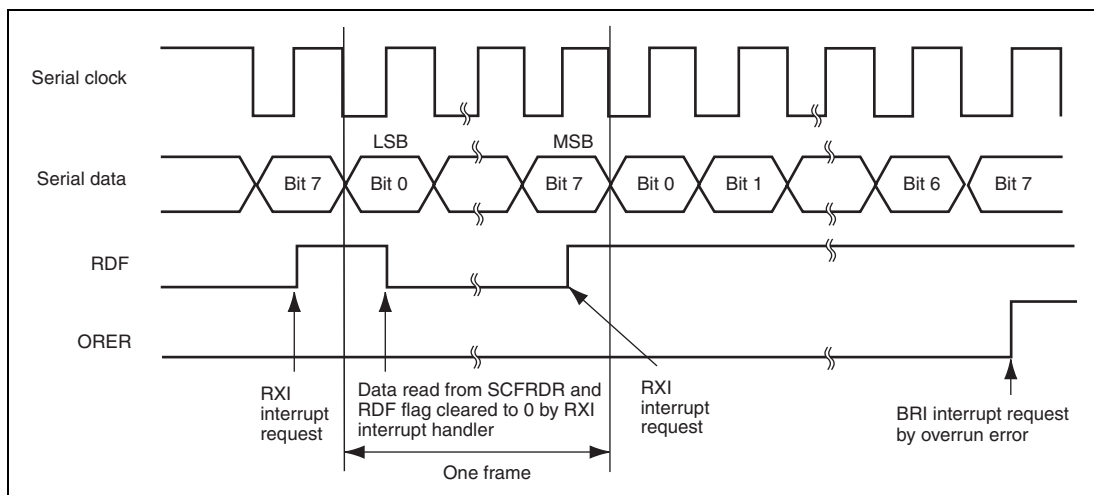 Serial clock
LSB
MSB
Serial data
Bit 7
Bit 0
Bit 7
Bit 0
Bit 1
Bit 6
Bit 7
RDF
ORER
RXI
interrupt
request
Data read from SCFRDR and
RDF flag cleared to 0 by RXI
interrupt handler
RXI
interrupt
request
BRI interrupt request
by overrun error
One frame